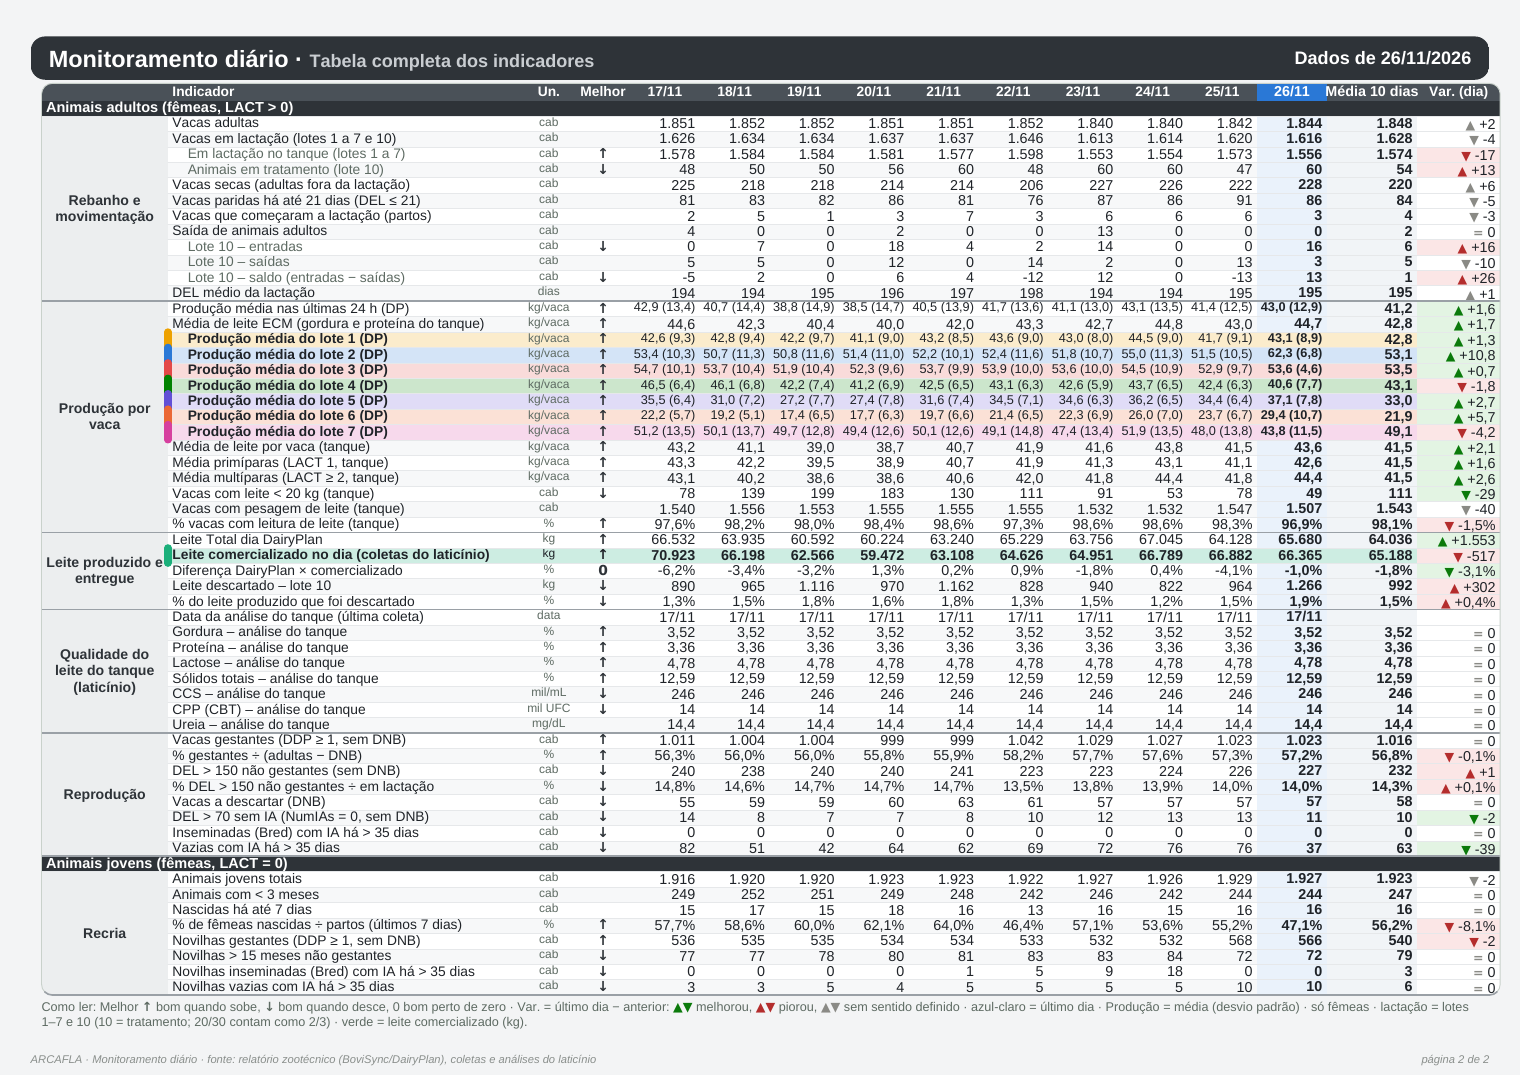 Monitoramento diário · Tabela completa dos indicadores Dados de 26/11/2026
Indicador Un. Melhor 17/11 18/11 19/11 20/11 21/11 22/11 23/11 24/11 25/11 26/11 Média 10 dias Var. (dia)
Animais adultos (fêmeas, LACT > 0)
Rebanho e movimentação
Vacas adultas cab 1.851 1.852 1.852 1.851 1.851 1.852 1.840 1.840 1.842 1.844 1.848 ▲ +2
Vacas em lactação (lotes 1 a 7 e 10) cab 1.626 1.634 1.634 1.637 1.637 1.646 1.613 1.614 1.620 1.616 1.628 ▼ -4
Em lactação no tanque (lotes 1 a 7) cab ↑ 1.578 1.584 1.584 1.581 1.577 1.598 1.553 1.554 1.573 1.556 1.574 ▼ -17
Animais em tratamento (lote 10) cab ↓ 48 50 50 56 60 48 60 60 47 60 54 ▲ +13
Vacas secas (adultas fora da lactação) cab 225 218 218 214 214 206 227 226 222 228 220 ▲ +6
Vacas paridas há até 21 dias (DEL ≤ 21) cab 81 83 82 86 81 76 87 86 91 86 84 ▼ -5
Vacas que começaram a lactação (partos) cab 2 5 1 3 7 3 6 6 6 3 4 ▼ -3
Saída de animais adultos cab 4 0 0 2 0 0 13 0 0 0 2 = 0
Lote 10 – entradas cab ↓ 0 7 0 18 4 2 14 0 0 16 6 ▲ +16
Lote 10 – saídas cab 5 5 0 12 0 14 2 0 13 3 5 ▼ -10
Lote 10 – saldo (entradas − saídas) cab ↓ -5 2 0 6 4 -12 12 0 -13 13 1 ▲ +26
DEL médio da lactação dias 194 194 195 196 197 198 194 194 195 195 195 ▲ +1
Produção por vaca
Produção média nas últimas 24 h (DP) kg/vaca ↑ 42,9 (13,4) 40,7 (14,4) 38,8 (14,9) 38,5 (14,7) 40,5 (13,9) 41,7 (13,6) 41,1 (13,0) 43,1 (13,5) 41,4 (12,5) 43,0 (12,9) 41,2 ▲ +1,6
Média de leite ECM (gordura e proteína do tanque) kg/vaca ↑ 44,6 42,3 40,4 40,0 42,0 43,3 42,7 44,8 43,0 44,7 42,8 ▲ +1,7
Produção média do lote 1 (DP) kg/vaca ↑ 42,6 (9,3) 42,8 (9,4) 42,2 (9,7) 41,1 (9,0) 43,2 (8,5) 43,6 (9,0) 43,0 (8,0) 44,5 (9,0) 41,7 (9,1) 43,1 (8,9) 42,8 ▲ +1,3
Produção média do lote 2 (DP) kg/vaca ↑ 53,4 (10,3) 50,7 (11,3) 50,8 (11,6) 51,4 (11,0) 52,2 (10,1) 52,4 (11,6) 51,8 (10,7) 55,0 (11,3) 51,5 (10,5) 62,3 (6,8) 53,1 ▲ +10,8
Produção média do lote 3 (DP) kg/vaca ↑ 54,7 (10,1) 53,7 (10,4) 51,9 (10,4) 52,3 (9,6) 53,7 (9,9) 53,9 (10,0) 53,6 (10,0) 54,5 (10,9) 52,9 (9,7) 53,6 (4,6) 53,5 ▲ +0,7
Produção média do lote 4 (DP) kg/vaca ↑ 46,5 (6,4) 46,1 (6,8) 42,2 (7,4) 41,2 (6,9) 42,5 (6,5) 43,1 (6,3) 42,6 (5,9) 43,7 (6,5) 42,4 (6,3) 40,6 (7,7) 43,1 ▼ -1,8
Produção média do lote 5 (DP) kg/vaca ↑ 35,5 (6,4) 31,0 (7,2) 27,2 (7,7) 27,4 (7,8) 31,6 (7,4) 34,5 (7,1) 34,6 (6,3) 36,2 (6,5) 34,4 (6,4) 37,1 (7,8) 33,0 ▲ +2,7
Produção média do lote 6 (DP) kg/vaca ↑ 22,2 (5,7) 19,2 (5,1) 17,4 (6,5) 17,7 (6,3) 19,7 (6,6) 21,4 (6,5) 22,3 (6,9) 26,0 (7,0) 23,7 (6,7) 29,4 (10,7) 21,9 ▲ +5,7
Produção média do lote 7 (DP) kg/vaca ↑ 51,2 (13,5) 50,1 (13,7) 49,7 (12,8) 49,4 (12,6) 50,1 (12,6) 49,1 (14,8) 47,4 (13,4) 51,9 (13,5) 48,0 (13,8) 43,8 (11,5) 49,1 ▼ -4,2
Média de leite por vaca (tanque) kg/vaca ↑ 43,2 41,1 39,0 38,7 40,7 41,9 41,6 43,8 41,5 43,6 41,5 ▲ +2,1
Média primíparas (LACT 1, tanque) kg/vaca ↑ 43,3 42,2 39,5 38,9 40,7 41,9 41,3 43,1 41,1 42,6 41,5 ▲ +1,6
Média multíparas (LACT ≥ 2, tanque) kg/vaca ↑ 43,1 40,2 38,6 38,6 40,6 42,0 41,8 44,4 41,8 44,4 41,5 ▲ +2,6
Vacas com leite < 20 kg (tanque) cab ↓ 78 139 199 183 130 111 91 53 78 49 111 ▼ -29
Vacas com pesagem de leite (tanque) cab 1.540 1.556 1.553 1.555 1.555 1.555 1.532 1.532 1.547 1.507 1.543 ▼ -40
% vacas com leitura de leite (tanque) % ↑ 97,6% 98,2% 98,0% 98,4% 98,6% 97,3% 98,6% 98,6% 98,3% 96,9% 98,1% ▼ -1,5%
Leite produzido e entregue
Leite Total dia DairyPlan kg ↑ 66.532 63.935 60.592 60.224 63.240 65.229 63.756 67.045 64.128 65.680 64.036 ▲ +1.553
Leite comercializado no dia (coletas do laticínio) kg ↑ 70.923 66.198 62.566 59.472 63.108 64.626 64.951 66.789 66.882 66.365 65.188 ▼ -517
Diferença DairyPlan × comercializado % 0 -6,2% -3,4% -3,2% 1,3% 0,2% 0,9% -1,8% 0,4% -4,1% -1,0% -1,8% ▼ -3,1%
Leite descartado – lote 10 kg ↓ 890 965 1.116 970 1.162 828 940 822 964 1.266 992 ▲ +302
% do leite produzido que foi descartado % ↓ 1,3% 1,5% 1,8% 1,6% 1,8% 1,3% 1,5% 1,2% 1,5% 1,9% 1,5% ▲ +0,4%
Qualidade do leite do tanque (laticínio)
Data da análise do tanque (última coleta) data 17/11 17/11 17/11 17/11 17/11 17/11 17/11 17/11 17/11 17/11
Gordura – análise do tanque % ↑ 3,52 3,52 3,52 3,52 3,52 3,52 3,52 3,52 3,52 3,52 3,52 = 0
Proteína – análise do tanque % ↑ 3,36 3,36 3,36 3,36 3,36 3,36 3,36 3,36 3,36 3,36 3,36 = 0
Lactose – análise do tanque % ↑ 4,78 4,78 4,78 4,78 4,78 4,78 4,78 4,78 4,78 4,78 4,78 = 0
Sólidos totais – análise do tanque % ↑ 12,59 12,59 12,59 12,59 12,59 12,59 12,59 12,59 12,59 12,59 12,59 = 0
CCS – análise do tanque mil/mL ↓ 246 246 246 246 246 246 246 246 246 246 246 = 0
CPP (CBT) – análise do tanque mil UFC ↓ 14 14 14 14 14 14 14 14 14 14 14 = 0
Ureia – análise do tanque mg/dL 14,4 14,4 14,4 14,4 14,4 14,4 14,4 14,4 14,4 14,4 14,4 = 0
Reprodução
Vacas gestantes (DDP ≥ 1, sem DNB) cab ↑ 1.011 1.004 1.004 999 999 1.042 1.029 1.027 1.023 1.023 1.016 = 0
% gestantes ÷ (adultas − DNB) % ↑ 56,3% 56,0% 56,0% 55,8% 55,9% 58,2% 57,7% 57,6% 57,3% 57,2% 56,8% ▼ -0,1%
DEL > 150 não gestantes (sem DNB) cab ↓ 240 238 240 240 241 223 223 224 226 227 232 ▲ +1
% DEL > 150 não gestantes ÷ em lactação % ↓ 14,8% 14,6% 14,7% 14,7% 14,7% 13,5% 13,8% 13,9% 14,0% 14,0% 14,3% ▲ +0,1%
Vacas a descartar (DNB) cab ↓ 55 59 59 60 63 61 57 57 57 57 58 = 0
DEL > 70 sem IA (NumIAs = 0, sem DNB) cab ↓ 14 8 7 7 8 10 12 13 13 11 10 ▼ -2
Inseminadas (Bred) com IA há > 35 dias cab ↓ 0 0 0 0 0 0 0 0 0 0 0 = 0
Vazias com IA há > 35 dias cab ↓ 82 51 42 64 62 69 72 76 76 37 63 ▼ -39
Animais jovens (fêmeas, LACT = 0)
Recria
Animais jovens totais cab 1.916 1.920 1.920 1.923 1.923 1.922 1.927 1.926 1.929 1.927 1.923 ▼ -2
Animais com < 3 meses cab 249 252 251 249 248 242 246 242 244 244 247 = 0
Nascidas há até 7 dias cab 15 17 15 18 16 13 16 15 16 16 16 = 0
% de fêmeas nascidas ÷ partos (últimos 7 dias) % ↑ 57,7% 58,6% 60,0% 62,1% 64,0% 46,4% 57,1% 53,6% 55,2% 47,1% 56,2% ▼ -8,1%
Novilhas gestantes (DDP ≥ 1, sem DNB) cab ↑ 536 535 535 534 534 533 532 532 568 566 540 ▼ -2
Novilhas > 15 meses não gestantes cab ↓ 77 77 78 80 81 83 83 84 72 72 79 = 0
Novilhas inseminadas (Bred) com IA há > 35 dias cab ↓ 0 0 0 0 1 5 9 18 0 0 3 = 0
Novilhas vazias com IA há > 35 dias cab ↓ 3 3 5 4 5 5 5 5 10 10 6 = 0
Como ler: Melhor ↑ bom quando sobe, ↓ bom quando desce, 0 bom perto de zero · Var. = último dia − anterior: ▲▼ melhorou, ▲▼ piorou, ▲▼ sem sentido definido · azul-claro = último dia · Produção = média (desvio padrão) · só fêmeas · lactação = lotes
1–7 e 10 (10 = tratamento; 20/30 contam como 2/3) · verde = leite comercializado (kg).
ARCAFLA · Monitoramento diário · fonte: relatório zootécnico (BoviSync/DairyPlan), coletas e análises do laticínio página 2 de 2